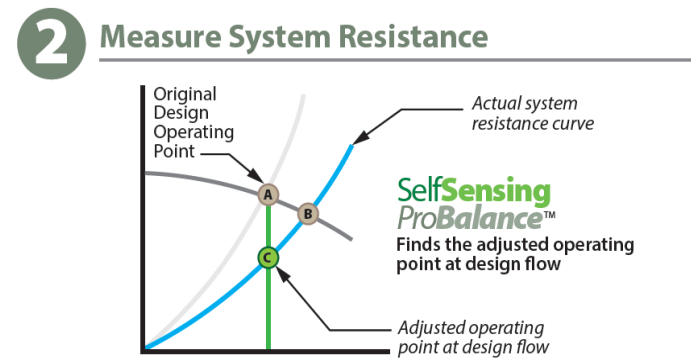 2 Measure System Resistance
Original
Design
Operating
Point
Actual system
resistance curve
A
B
SelfSensing
ProBalance™
Finds the adjusted operating
point at design flow
C
Adjusted operating
point at design flow